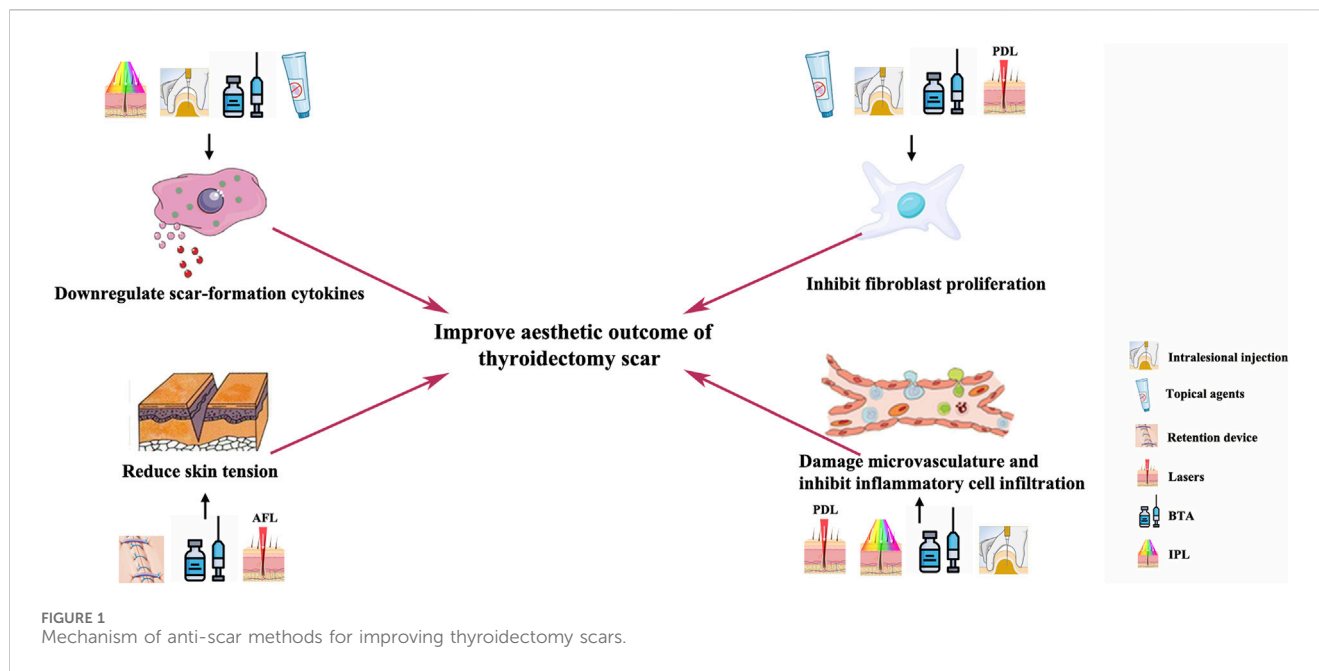 PDL
Downregulate scar-formation cytokines
Inhibit fibroblast proliferation
Improve aesthetic outcome of
thyroidectomy scar
Reduce skin tension
Damage microvasculature and
inhibit inflammatory cell infiltration
AFL
PDL
Intralesional injection
Topical agents
Retention device
Lasers
BTA
IPL
FIGURE 1
Mechanism of anti-scar methods for improving thyroidectomy scars.